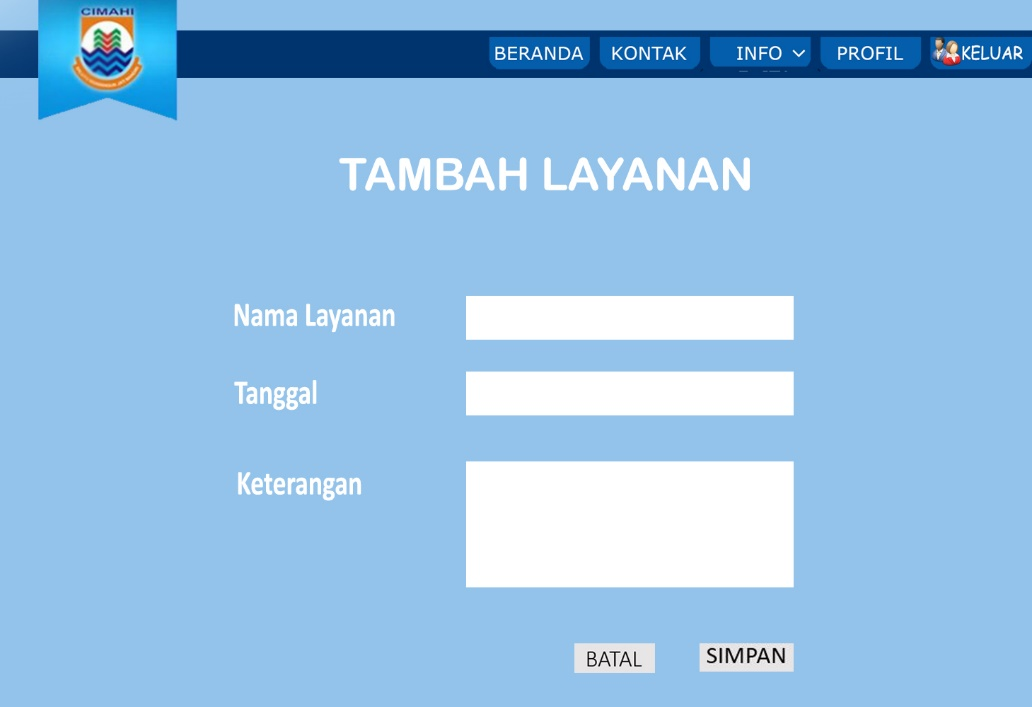 CIMAHI
BERANDA KONTAK INFO PROFIL KELUAR
TAMBAH LAYANAN
Nama Layanan
Tanggal
Keterangan
BATAL SIMPAN